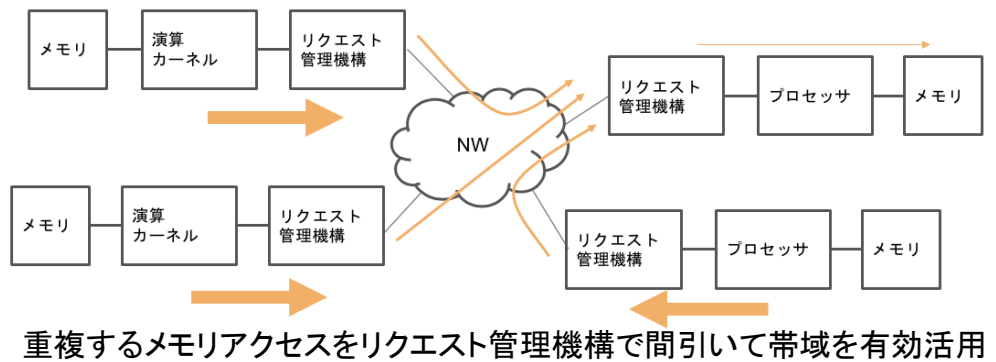 メモリ
演算
カーネル
リクエスト
管理機構
リクエスト
管理機構
プロセッサ
メモリ
NW
メモリ
演算
カーネル
リクエスト
管理機構
リクエスト
管理機構
プロセッサ
メモリ
重複するメモリアクセスをリクエスト管理機構で間引いて帯域を有効活用